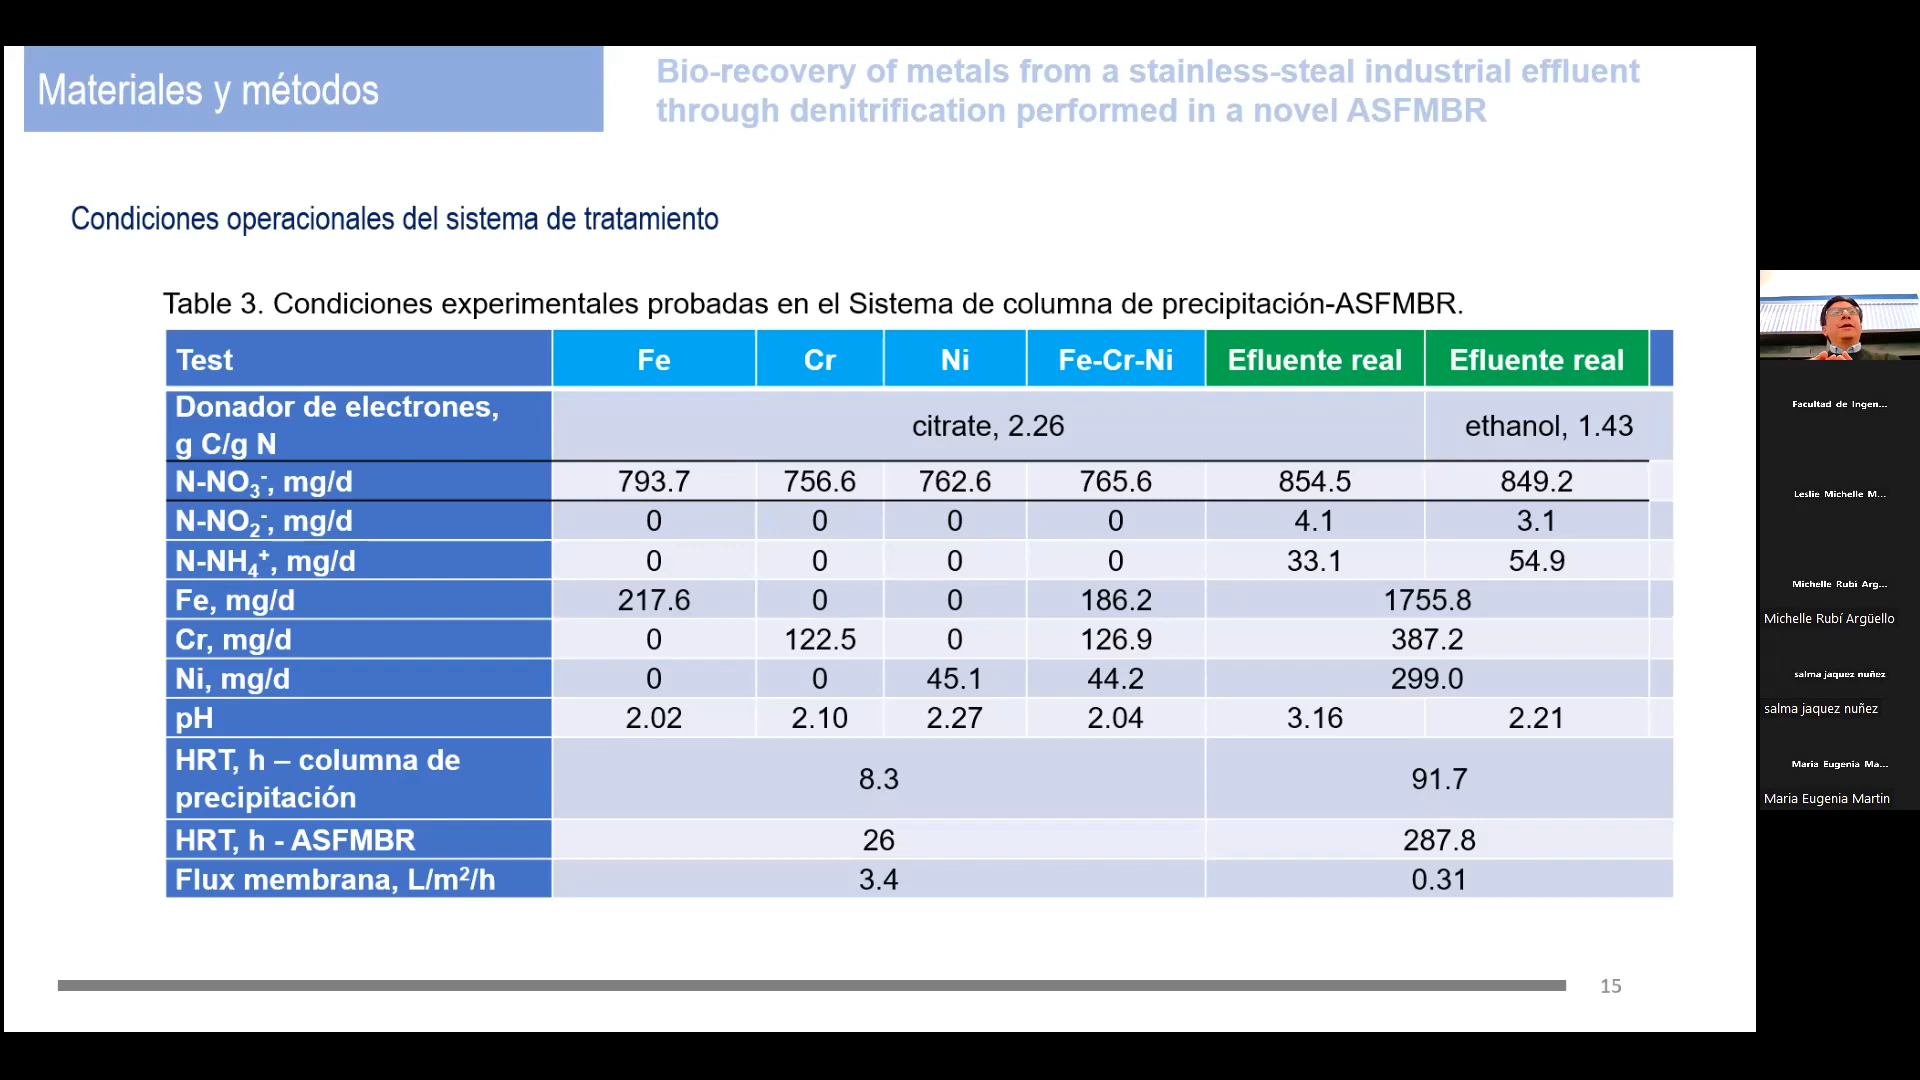 Materiales y métodos
Bio-recovery of metals from a stainless-steal industrial effluent
through denitrification performed in a novel ASFMBR
Condiciones operacionales del sistema de tratamiento
Table 3. Condiciones experimentales probadas en el Sistema de columna de precipitación-ASFMBR.
Test Fe Cr Ni Fe-Cr-Ni Efluente real Efluente real
Donador de electrones,
g C/g N citrate, 2.26 ethanol, 1.43
N-NO₃⁻, mg/d 793.7 756.6 762.6 765.6 854.5 849.2
N-NO₂⁻, mg/d 0 0 0 0 4.1 3.1
N-NH₄⁺, mg/d 0 0 0 0 33.1 54.9
Fe, mg/d 217.6 0 0 186.2 1755.8
Cr, mg/d 0 122.5 0 126.9 387.2
Ni, mg/d 0 0 45.1 44.2 299.0
pH 2.02 2.10 2.27 2.04 3.16 2.21
HRT, h – columna de
precipitación 8.3 91.7
HRT, h - ASFMBR 26 287.8
Flux membrana, L/m²/h 3.4 0.31
15
Facultad de Ingen...
Leslie Michelle M...
Michelle Rubí Arg...
Michelle Rubí Argüello
salma jaquez nuñez
salma jaquez nuñez
Maria Eugenia Ma...
Maria Eugenia Martin